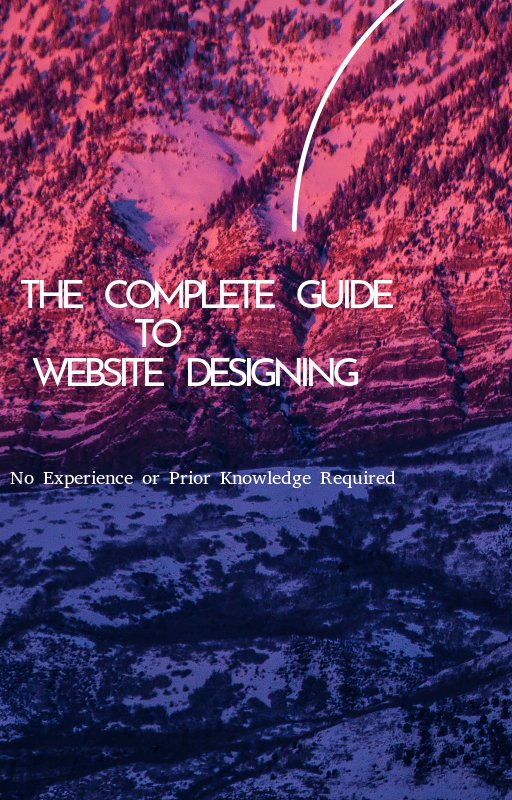 THE COMPLETE GUIDE
TO
WEBSITE DESIGNING
No Experience or Prior Knowledge Required